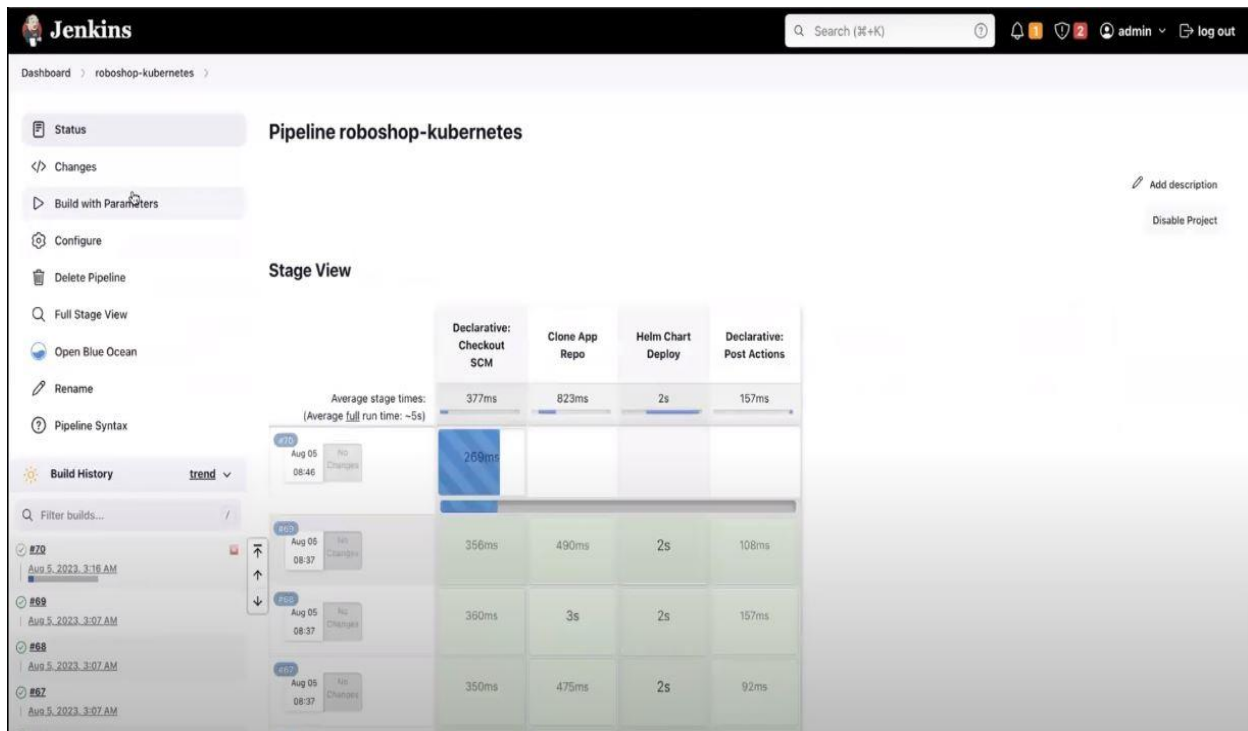 Jenkins
Search (⌘+K)
1
2
admin
log out
Dashboard > roboshop-kubernetes >
Status
Changes
Build with Parameters
Configure
Delete Pipeline
Full Stage View
Open Blue Ocean
Rename
Pipeline Syntax
Build History
trend
Filter builds...
/
#70
Aug 5, 2023, 3:16 AM
#69
Aug 5, 2023, 3:07 AM
#68
Aug 5, 2023, 3:07 AM
#67
Aug 5, 2023, 3:07 AM
Pipeline roboshop-kubernetes
Add description
Disable Project
Stage View
Declarative:
Checkout
SCM
Clone App
Repo
Helm Chart
Deploy
Declarative:
Post Actions
Average stage times:
(Average full run time: ~5s)
377ms
823ms
2s
157ms
#70
Aug 05
08:46
No
Changes
269ms
#69
Aug 05
08:37
No
Changes
356ms
490ms
2s
108ms
#68
Aug 05
08:37
No
Changes
360ms
3s
2s
157ms
#67
Aug 05
08:37
No
Changes
350ms
475ms
2s
92ms